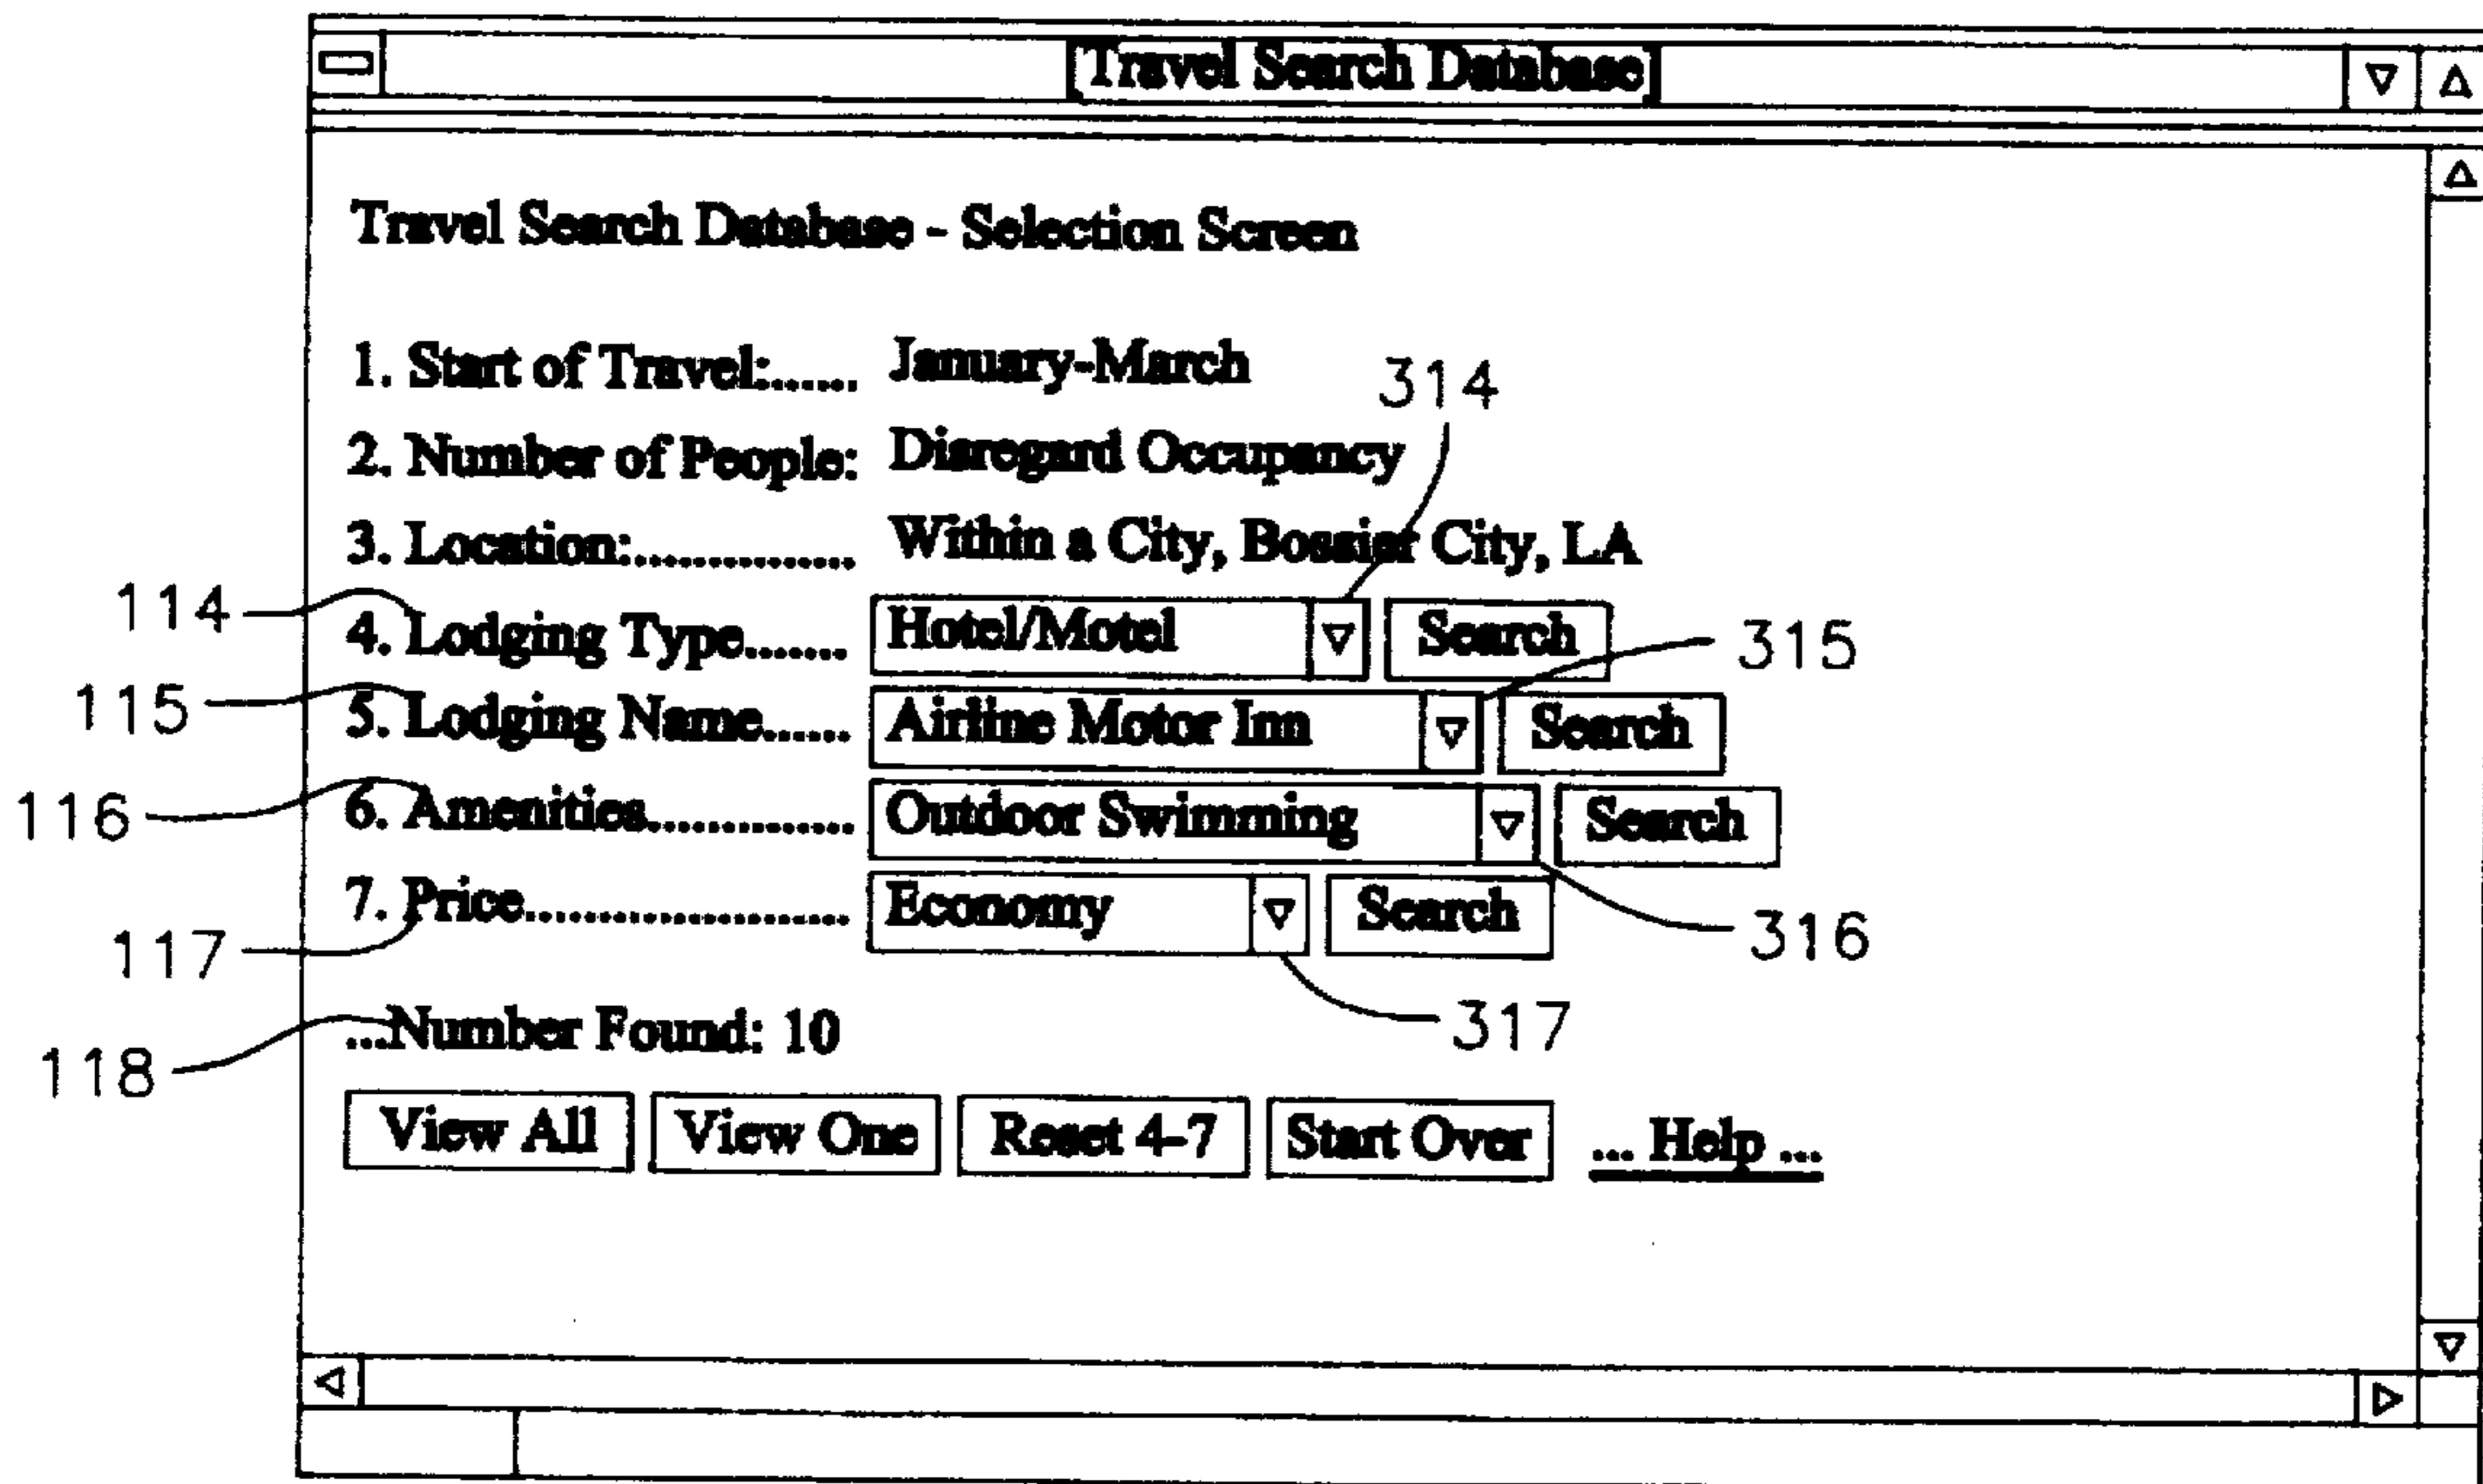 Travel Search Database
Travel Search Database - Selection Screen
1. Start of Travel:...... January-March
314
2. Number of People: Disregard Occupancy
3. Location:............... Within a City, Bossier City, LA
114
4. Lodging Type....... Hotel/Motel Search
315
115
5. Lodging Name...... Airline Motor Inn Search
116
6. Amenities.............. Outdoor Swimming Search
117
7. Price...................... Economy Search
316
118
...Number Found: 10
317
View All View One Reset 4-7 Start Over ... Help ...